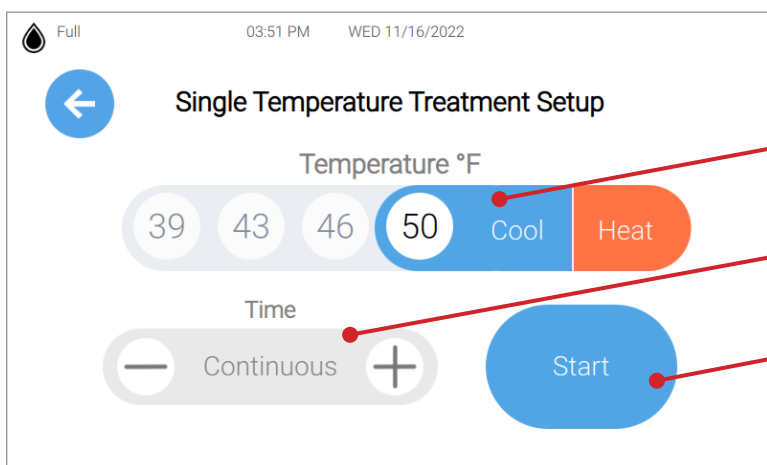 Full 03:51 PM WED 11/16/2022
Single Temperature Treatment Setup
Temperature °F
39 43 46 50 Cool Heat
Time
Continuous
Start